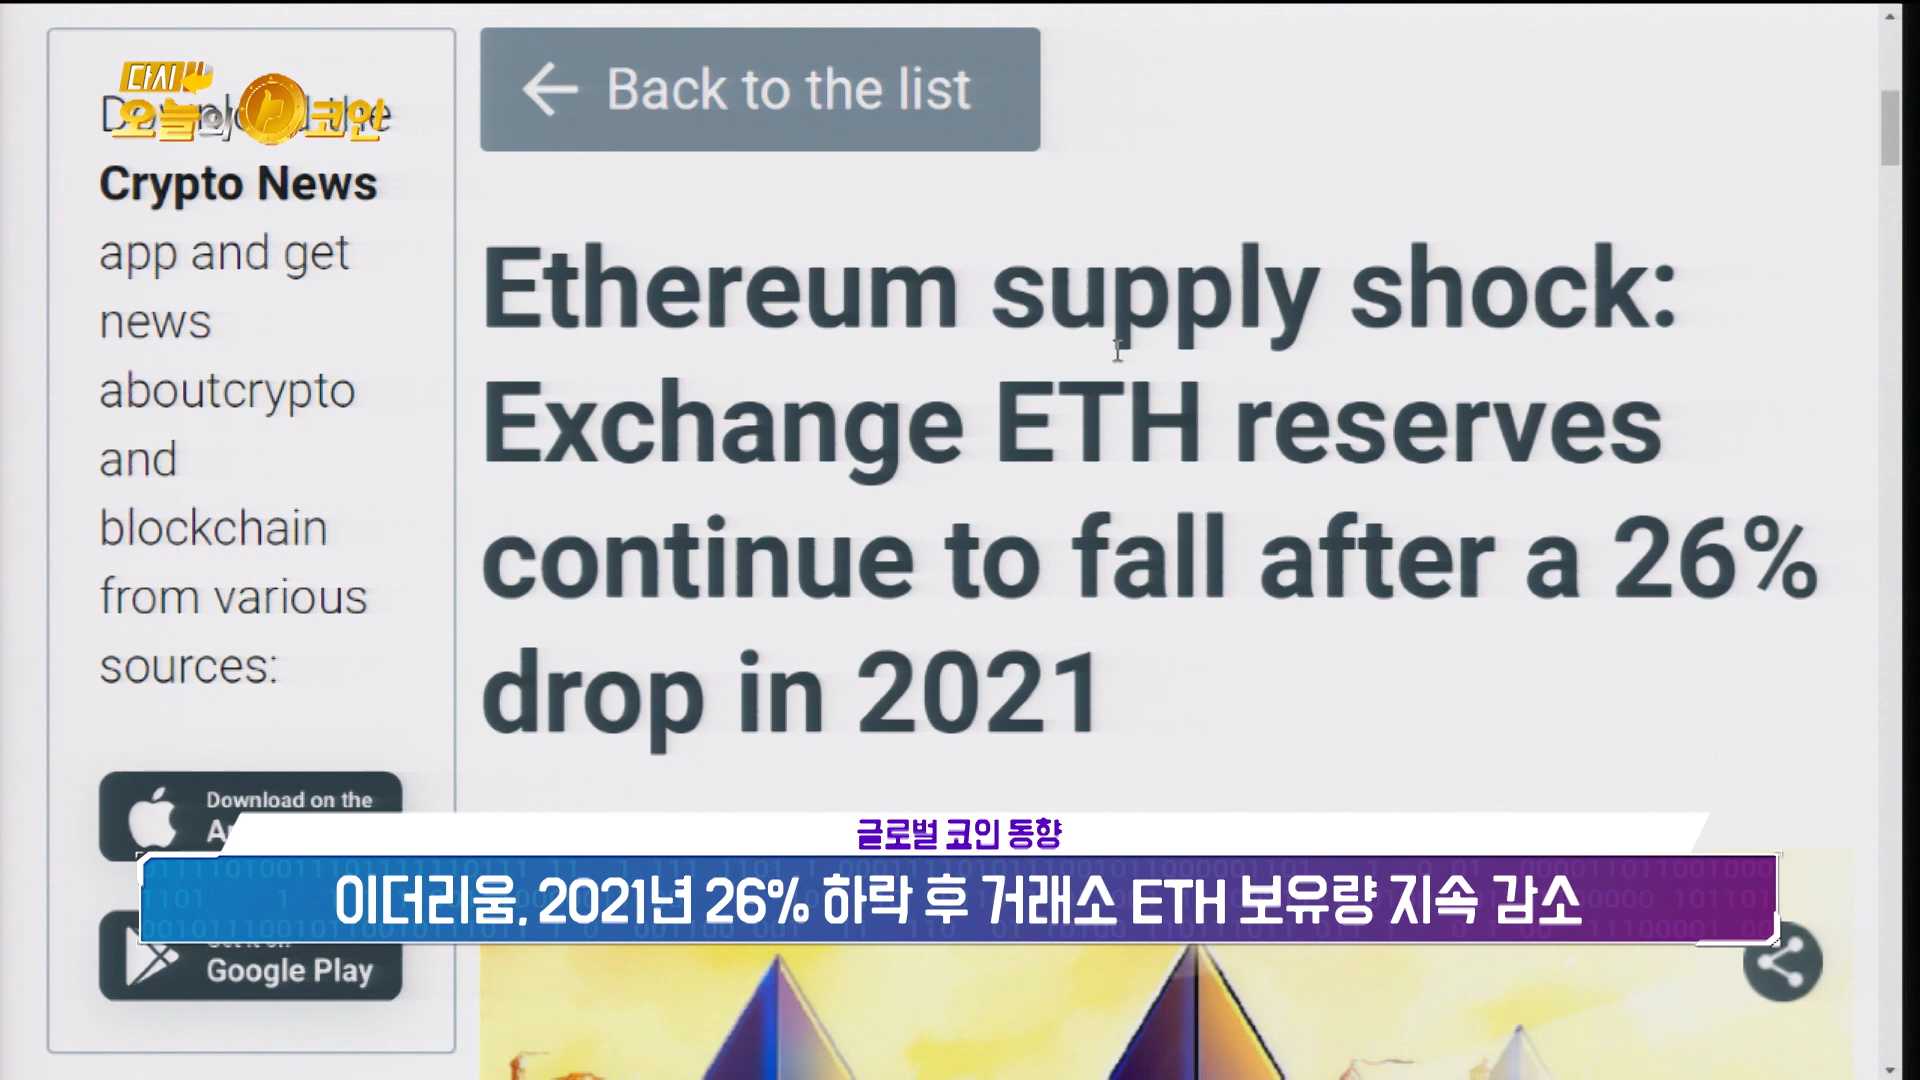 다시
오늘의 코인
Download the
Crypto News
app and get
news
aboutcrypto
and
blockchain
from various
sources:
Download on the
Google Play
Back to the list
Ethereum supply shock:
Exchange ETH reserves
continue to fall after a 26%
drop in 2021
글로벌 코인 동향
이더리움, 2021년 26% 하락 후 거래소 ETH 보유량 지속 감소